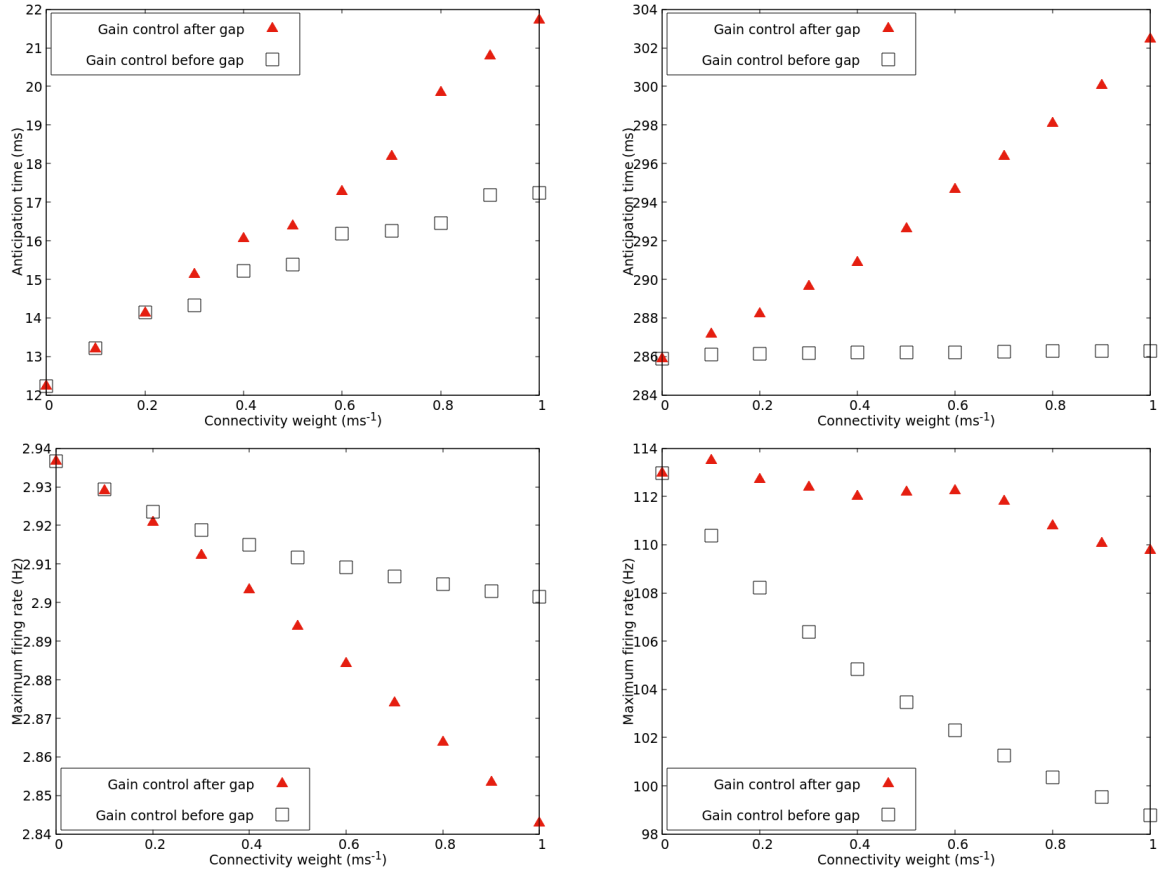 22
21
20
19
18
17
16
15
14
13
12
Anticipation time (ms)
Gain control after gap
Gain control before gap
0 0.2 0.4 0.6 0.8 1
Connectivity weight (ms-1)
304
302
300
298
296
294
292
290
288
286
284
Anticipation time (ms)
Gain control after gap
Gain control before gap
0 0.2 0.4 0.6 0.8 1
Connectivity weight (ms-1)
2.94
2.93
2.92
2.91
2.9
2.89
2.88
2.87
2.86
2.85
2.84
Maximum firing rate (Hz)
Gain control after gap
Gain control before gap
0 0.2 0.4 0.6 0.8 1
Connectivity weight (ms-1)
114
112
110
108
106
104
102
100
98
Maximum firing rate (Hz)
Gain control after gap
Gain control before gap
0 0.2 0.4 0.6 0.8 1
Connectivity weight (ms-1)